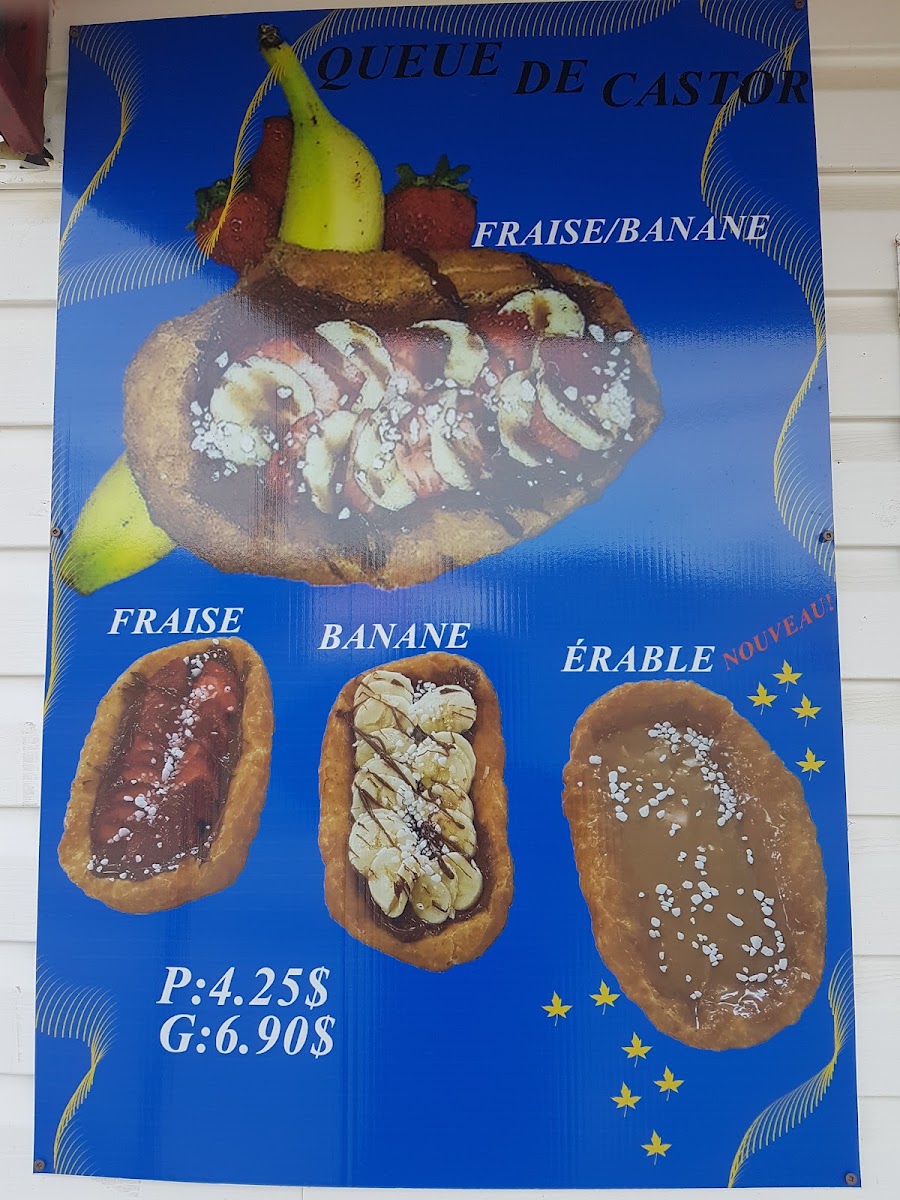 QUEUE DE CASTOR
FRAISE/BANANE
FRAISE
BANANE
ÉRABLE NOUVEAU!
P:4.25$
G:6.90$